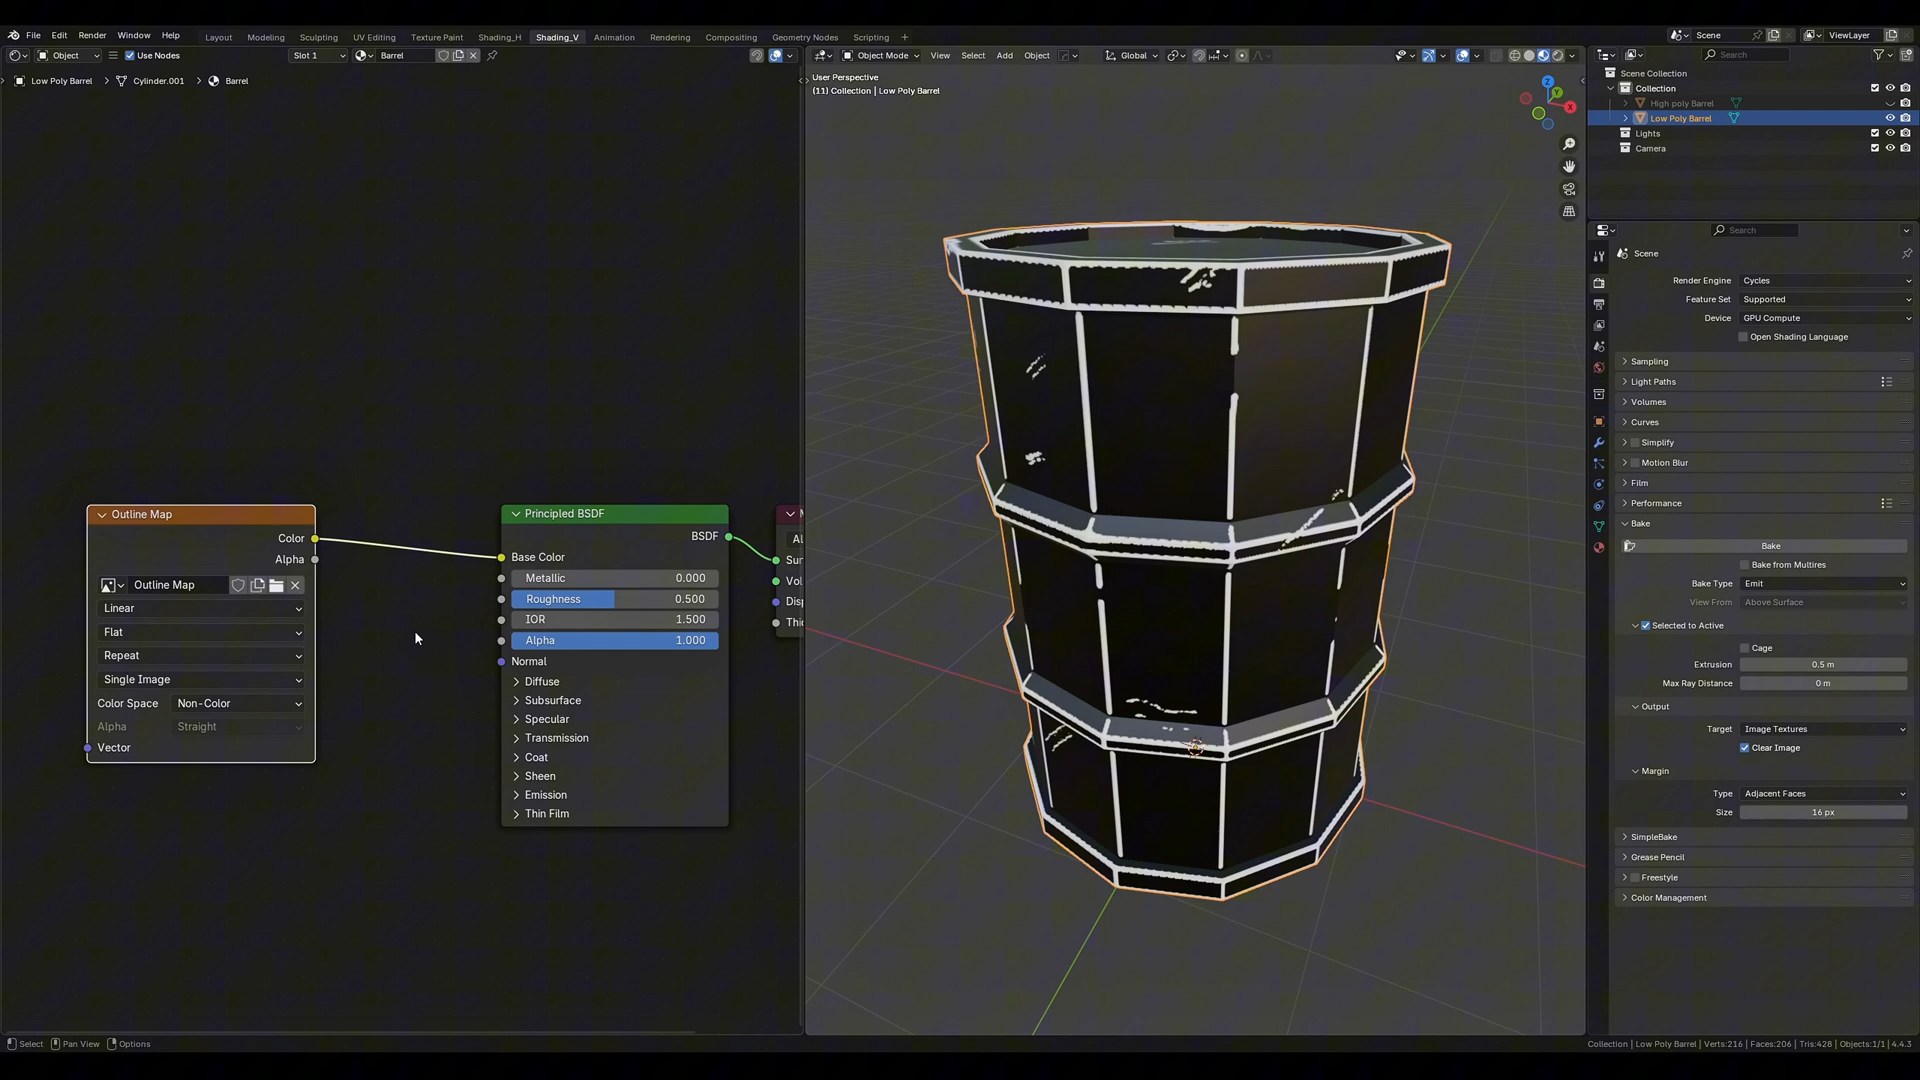 File Edit Render Window Help
Layout Modeling Sculpting UV Editing Texture Paint Shading_H Shading_V Animation Rendering Compositing Geometry Nodes Scripting +
Scene
ViewLayer
Object
Use Nodes
Slot 1
Barrel
Low Poly Barrel > Cylinder.001 > Barrel
Object Mode View Select Add Object
Global
User Perspective
(11) Collection | Low Poly Barrel
Z
Y
X
Search
Scene Collection
Collection
High poly Barrel
Low Poly Barrel
Lights
Camera
Search
Scene
Render Engine Cycles
Feature Set Supported
Device GPU Compute
Open Shading Language
Sampling
Light Paths
Volumes
Curves
Simplify
Motion Blur
Film
Performance
Bake
Bake
Bake from Multires
Bake Type Emit
View From Above Surface
Selected to Active
Cage
Extrusion 0.5 m
Max Ray Distance 0 m
Output
Target Image Textures
Clear Image
Margin
Type Adjacent Faces
Size 16 px
SimpleBake
Grease Pencil
Freestyle
Color Management
Outline Map
Color
Alpha
Outline Map
Linear
Flat
Repeat
Single Image
Color Space Non-Color
Alpha Straight
Vector
Principled BSDF
BSDF
Base Color
Metallic 0.000
Roughness 0.500
IOR 1.500
Alpha 1.000
Normal
Diffuse
Subsurface
Specular
Transmission
Coat
Sheen
Emission
Thin Film
Al
Sur
Vol
Disp
Thic
Select Pan View Options
Collection | Low Poly Barrel | Verts:216 | Faces:206 | Tris:428 | Objects:1/1 | 4.4.3